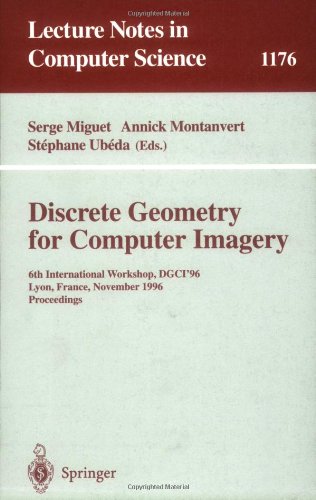 Lecture Notes in
Computer Science 1176
Serge Miguet Annick Montanvert
Stéphane Ubéda (Eds.)
Discrete Geometry
for Computer Imagery
6th International Workshop, DGCI'96
Lyon, France, November 1996
Proceedings
Springer